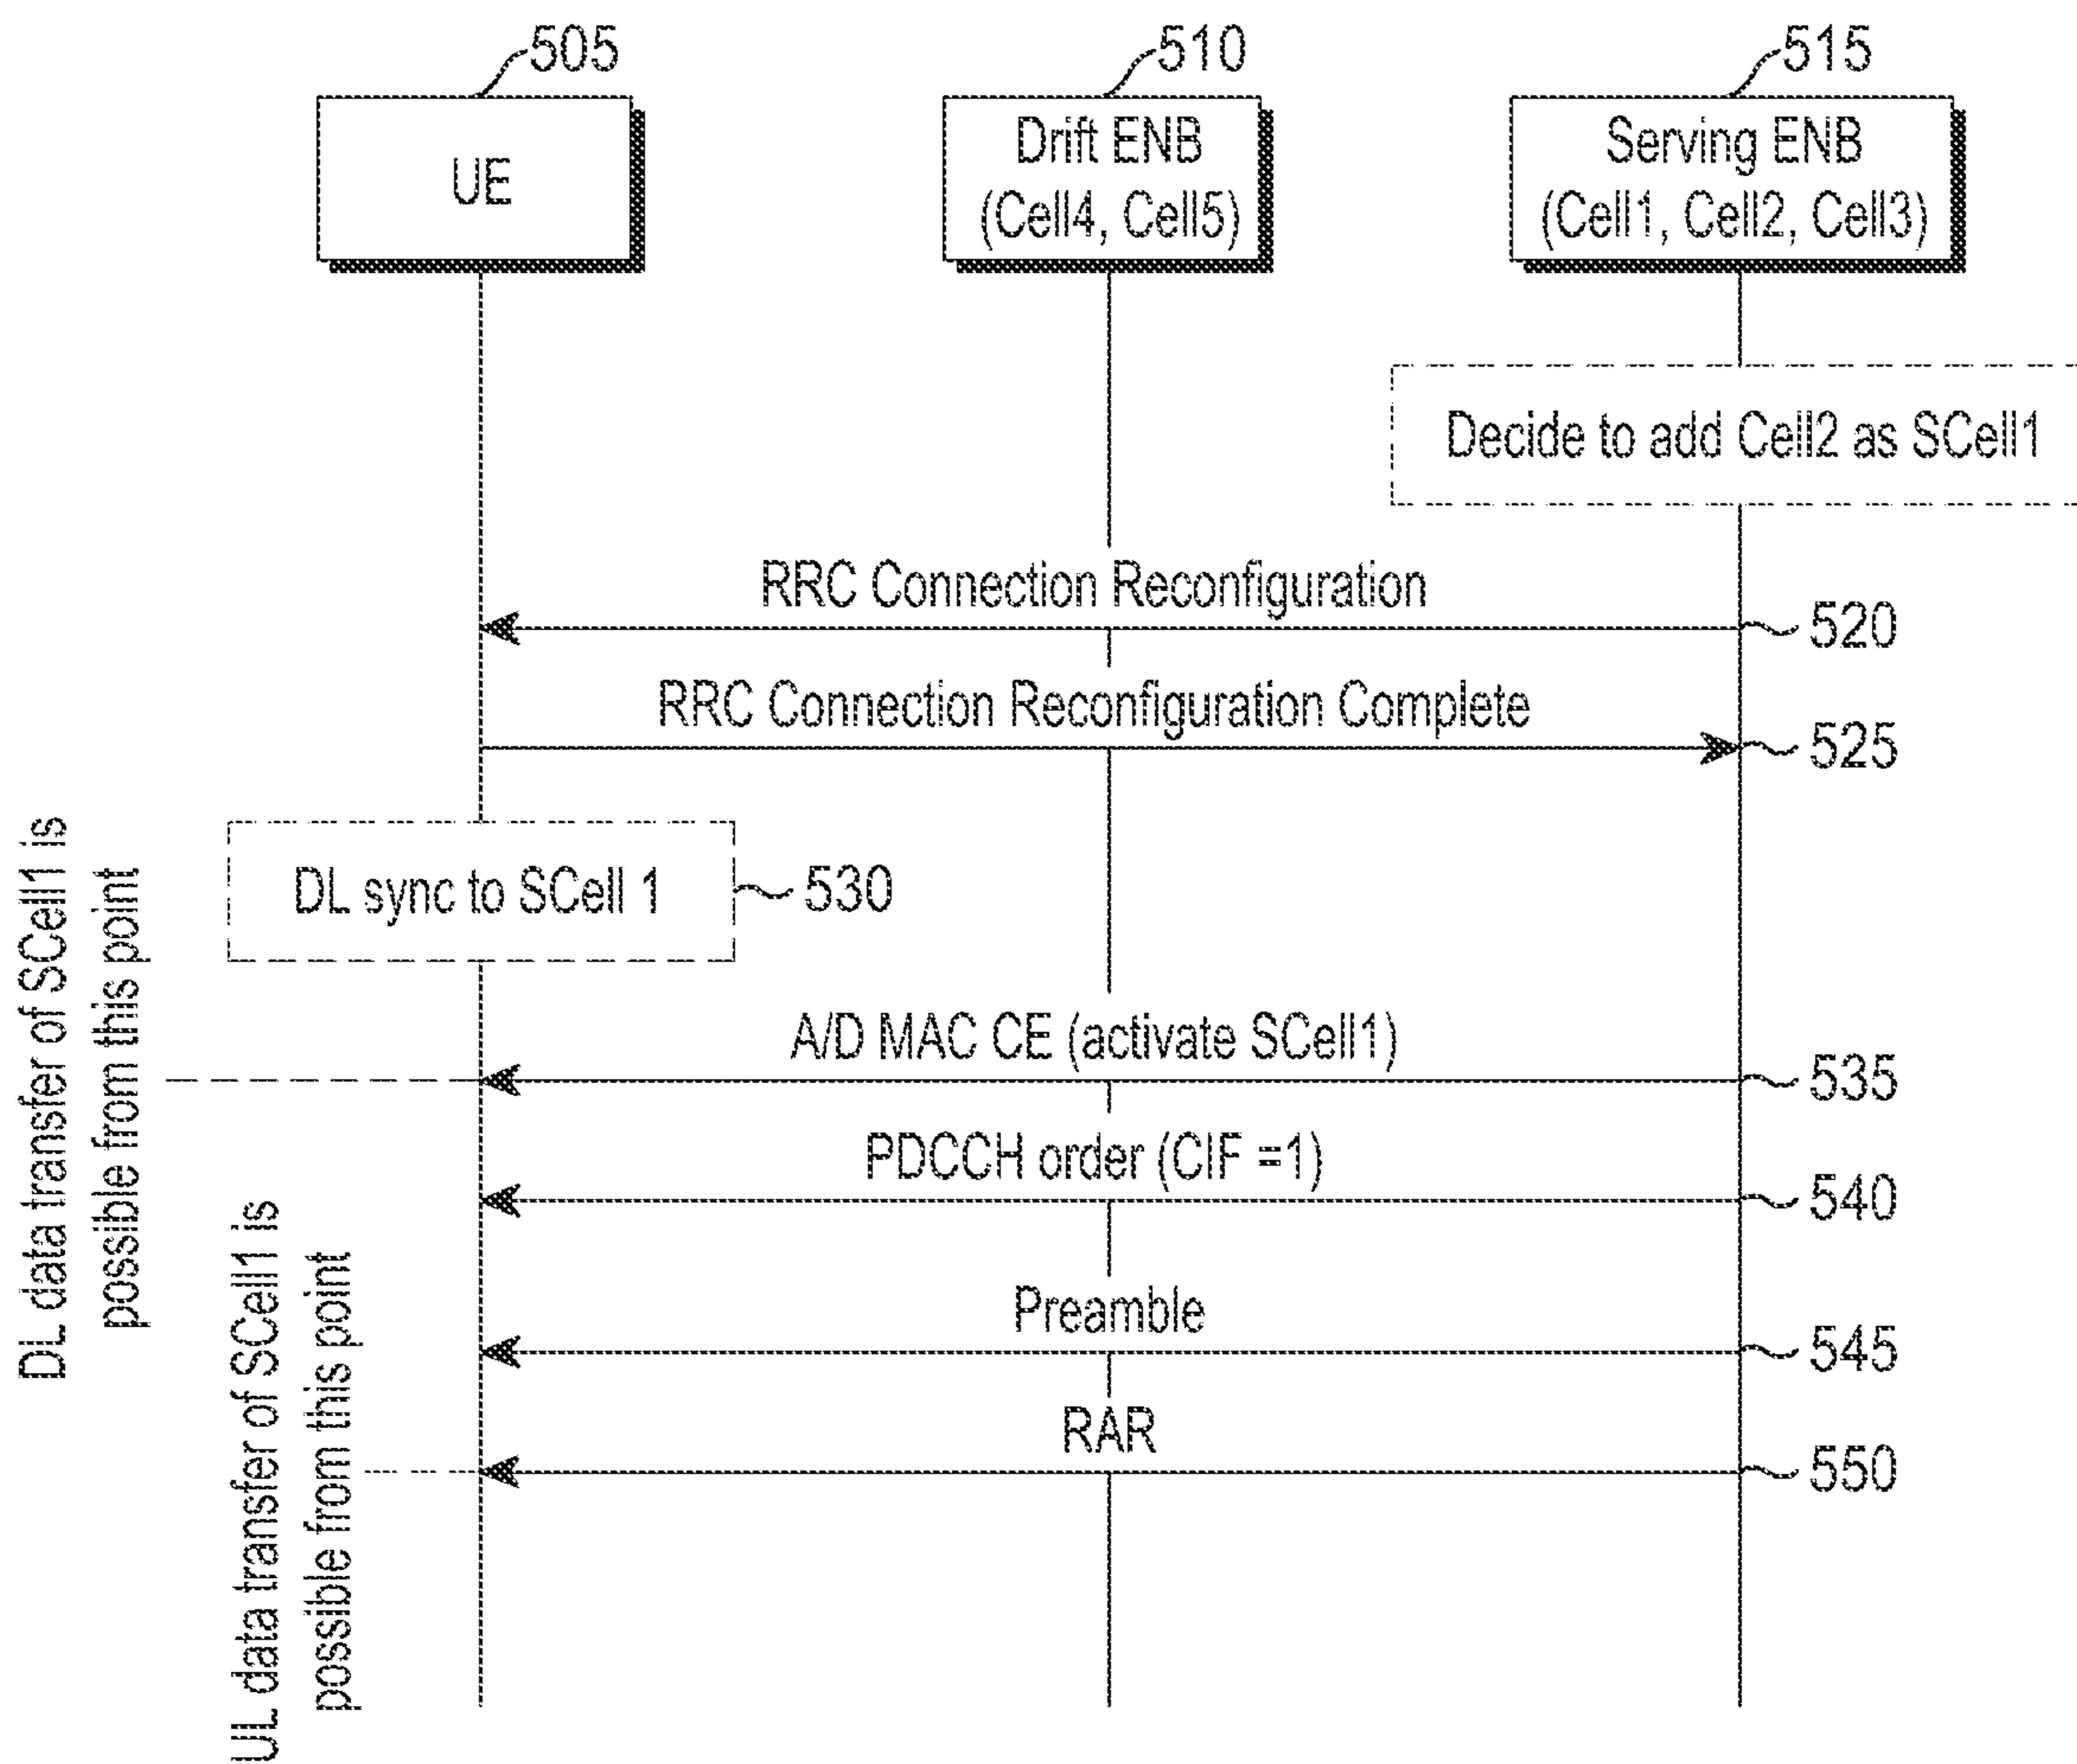 505
510
515
UE
Drift ENB
(Cell4, Cell5)
Serving ENB
(Cell1, Cell2, Cell3)
Decide to add Cell2 as SCell1
RRC Connection Reconfiguration
520
RRC Connection Reconfiguration Complete
525
DL sync to SCell 1
530
DL data transfer of SCell1 is
possible from this point
A/D MAC CE (activate SCell1)
535
PDCCH order (CIF =1)
540
UL data transfer of SCell1 is
possible from this point
Preamble
545
RAR
550